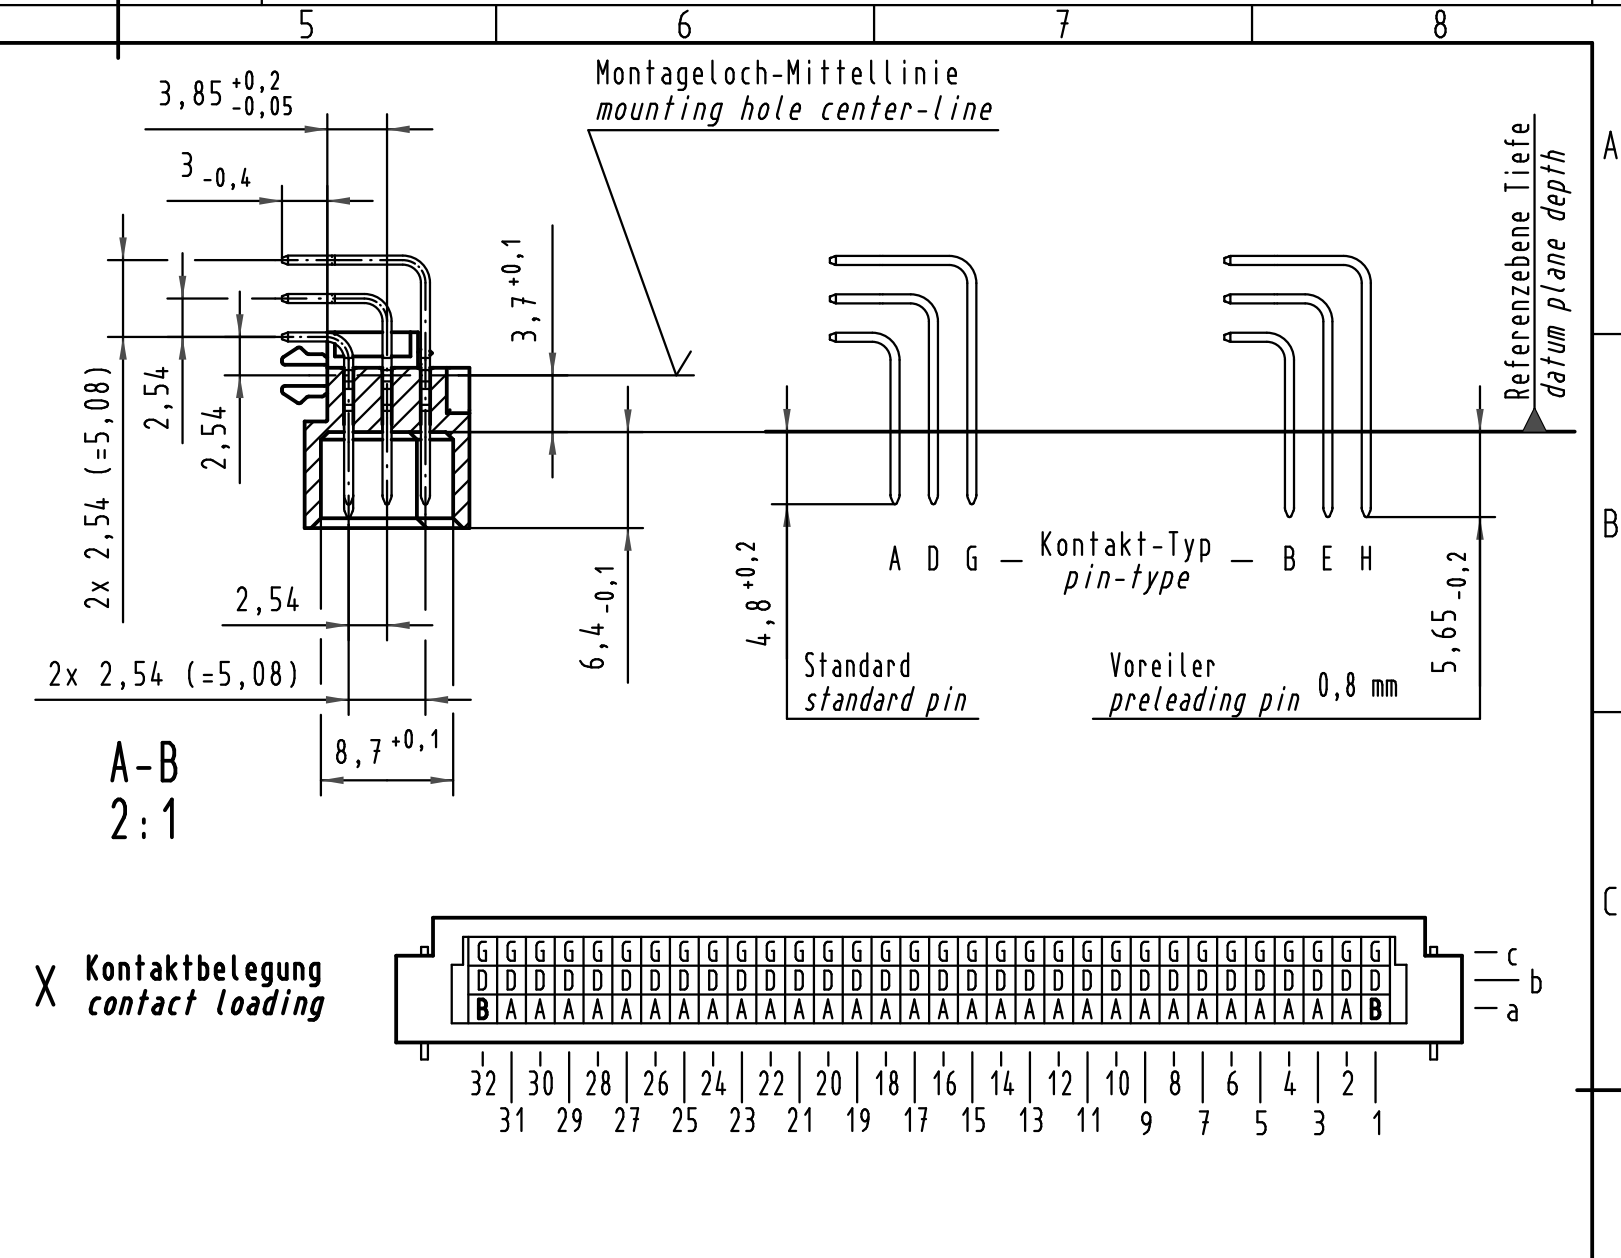 5 6 7 8
A
B
C
3,85 +0,2 -0,05
3 -0,4
Montageloch-Mittellinie
mounting hole center-line
3,7 +0,1
Referenzebene Tiefe
datum plane depth
2x 2,54 (=5,08)
2,54
2,54
2,54
2x 2,54 (=5,08)
8,7 +0,1
6,4 -0,1
4,8 +0,2
5,65 -0,2
A D G — Kontakt-Typ — B E H
pin-type
Standard
standard pin
Voreiler
preleading pin 0,8 mm
A-B
2:1
X Kontaktbelegung
contact loading
G G G G G G G G G G G G G G G G G G G G G G G G G G G G G G G G — c
D D D D D D D D D D D D D D D D D D D D D D D D D D D D D D D D — b
B A A A A A A A A A A A A A A A A A A A A A A A A A A A A A A B — a
32 30 28 26 24 22 20 18 16 14 12 10 8 6 4 2
31 29 27 25 23 21 19 17 15 13 11 9 7 5 3 1